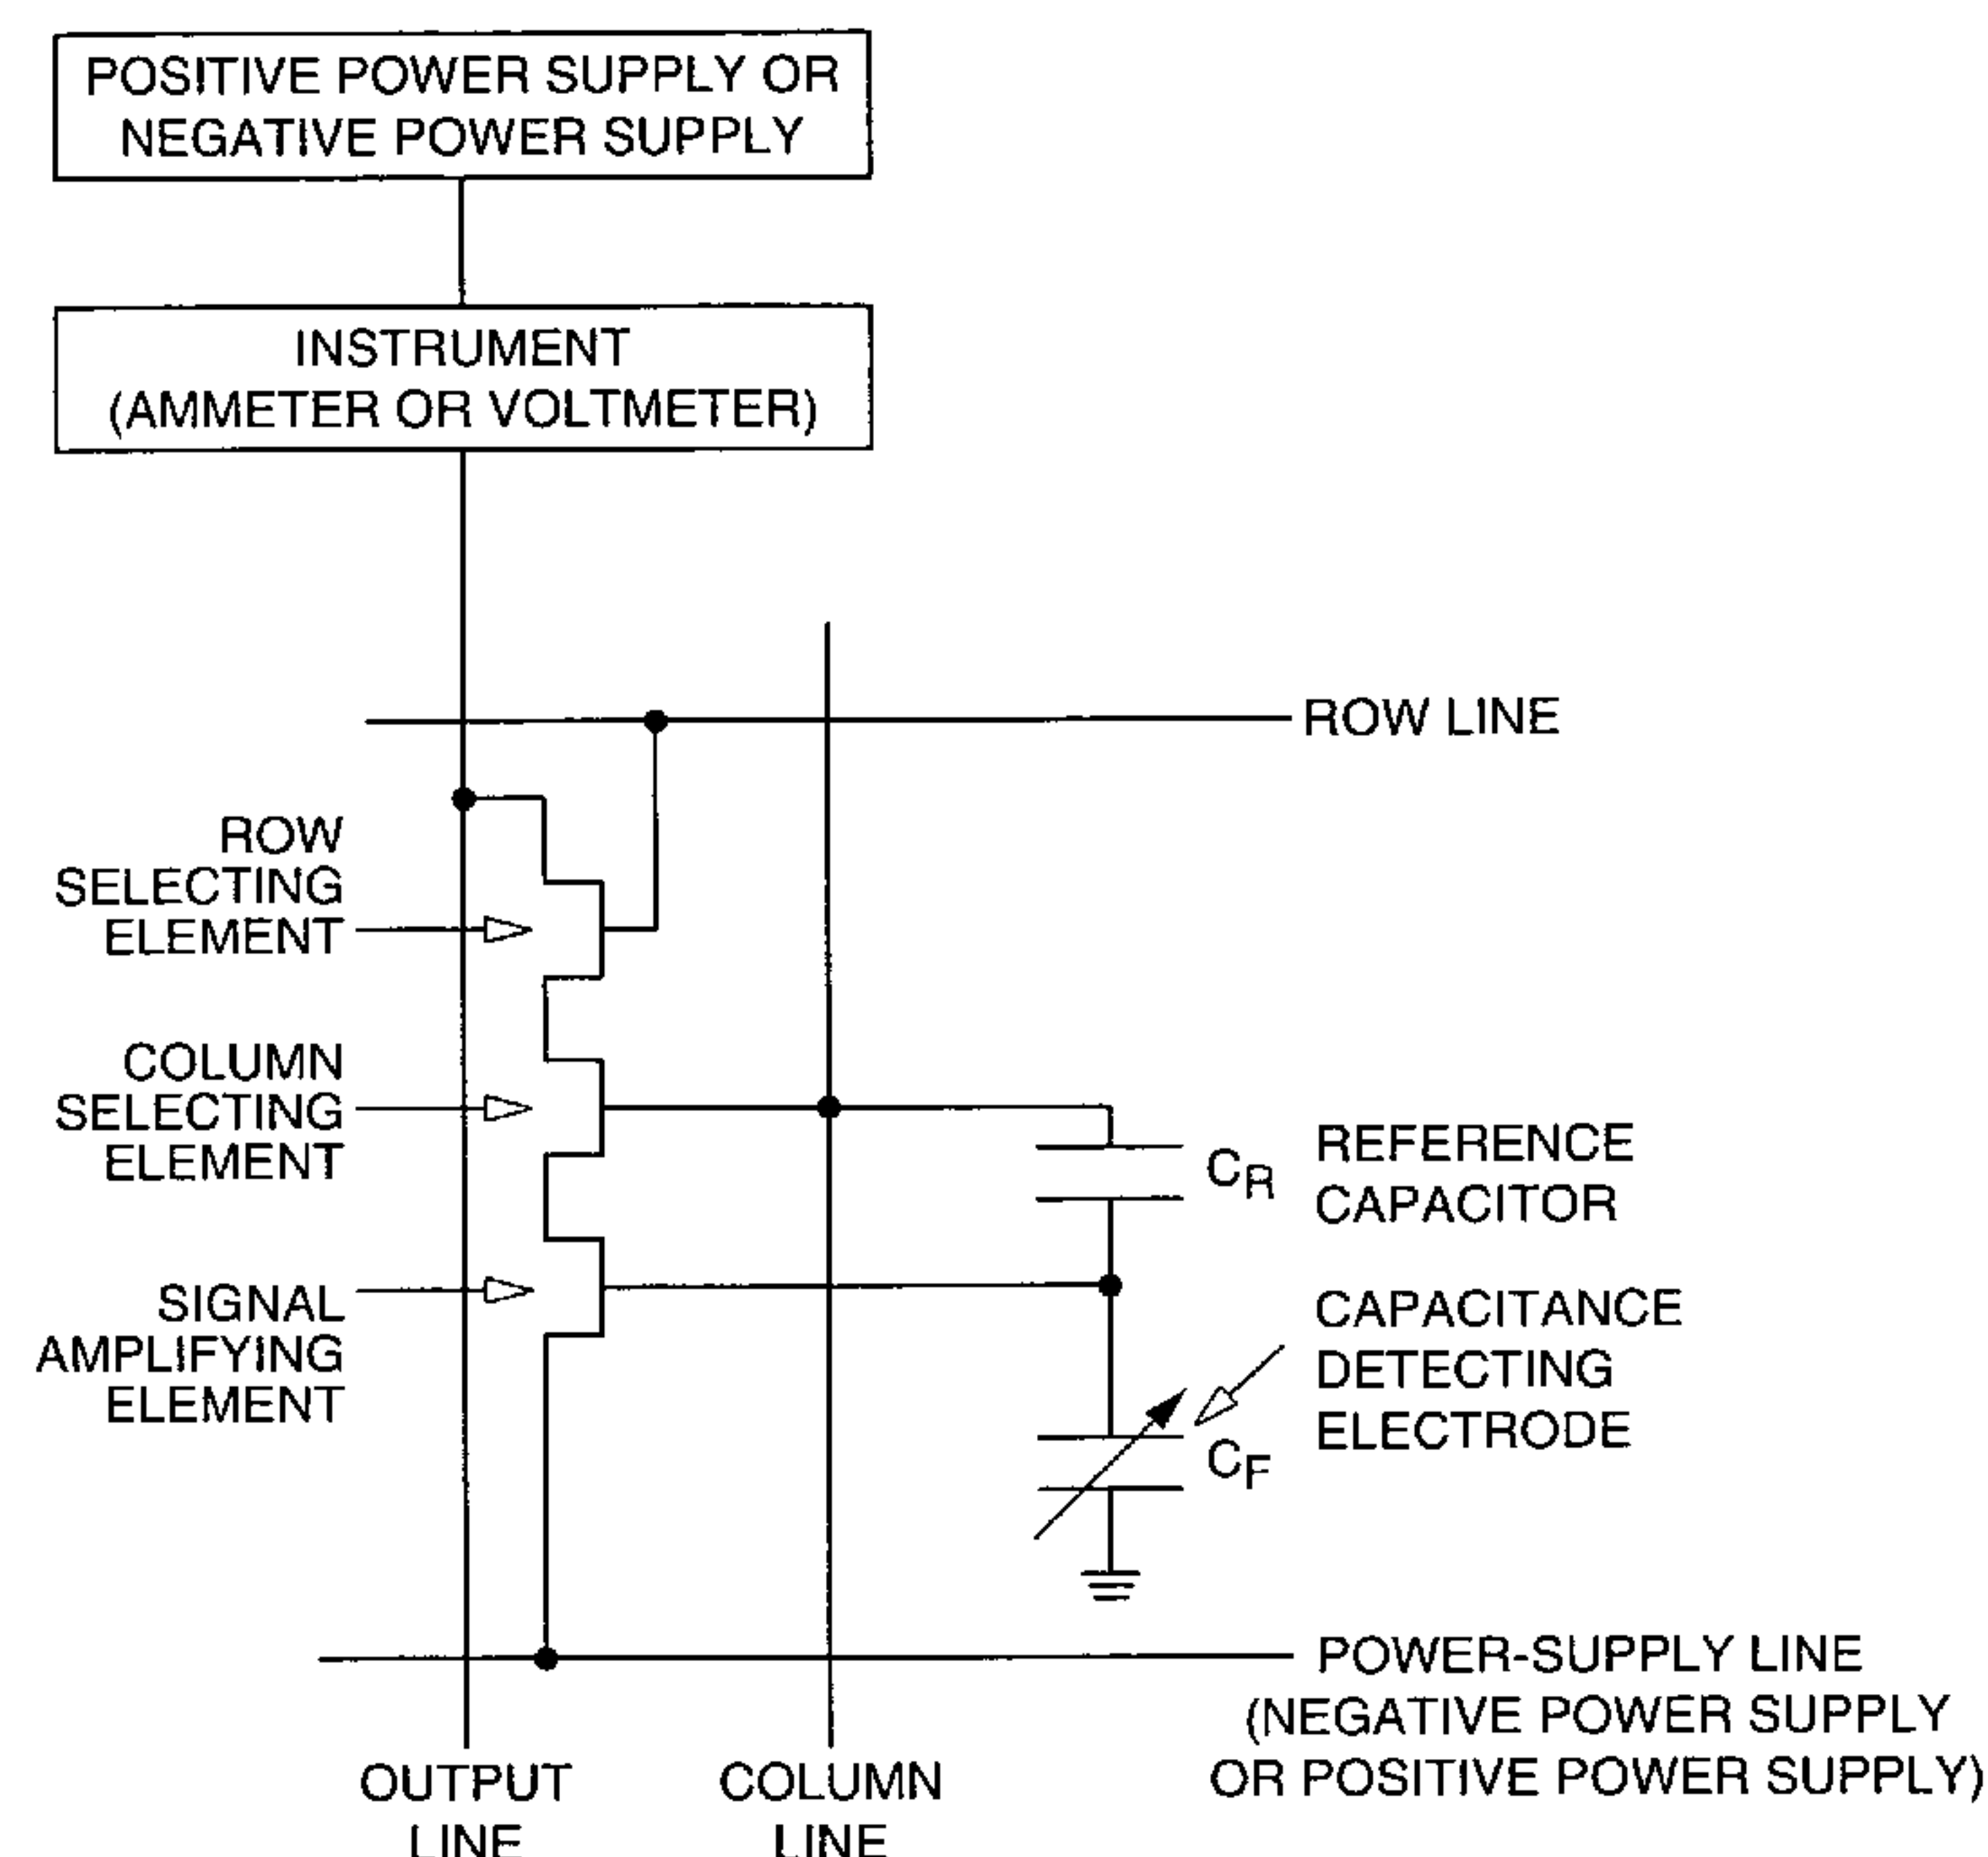 POSITIVE POWER SUPPLY OR
NEGATIVE POWER SUPPLY
INSTRUMENT
(AMMETER OR VOLTMETER)
ROW LINE
ROW
SELECTING
ELEMENT
COLUMN
SELECTING
ELEMENT
CR
REFERENCE
CAPACITOR
SIGNAL
AMPLIFYING
ELEMENT
CAPACITANCE
DETECTING
ELECTRODE
CF
POWER-SUPPLY LINE
(NEGATIVE POWER SUPPLY
OR POSITIVE POWER SUPPLY)
OUTPUT
LINE
COLUMN
LINE